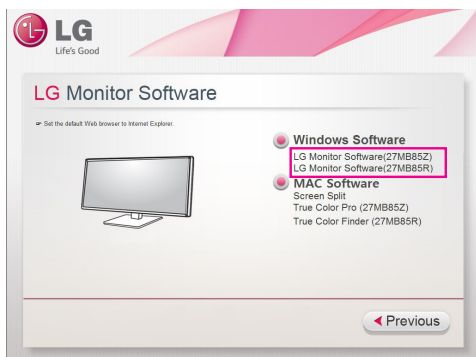 LG
Life's Good
LG Monitor Software
☞ Set the default Web browser to Internet Explorer.
Windows Software
LG Monitor Software(27MB85Z)
LG Monitor Software(27MB85R)
MAC Software
Screen Split
True Color Pro (27MB85Z)
True Color Finder (27MB85R)
Previous